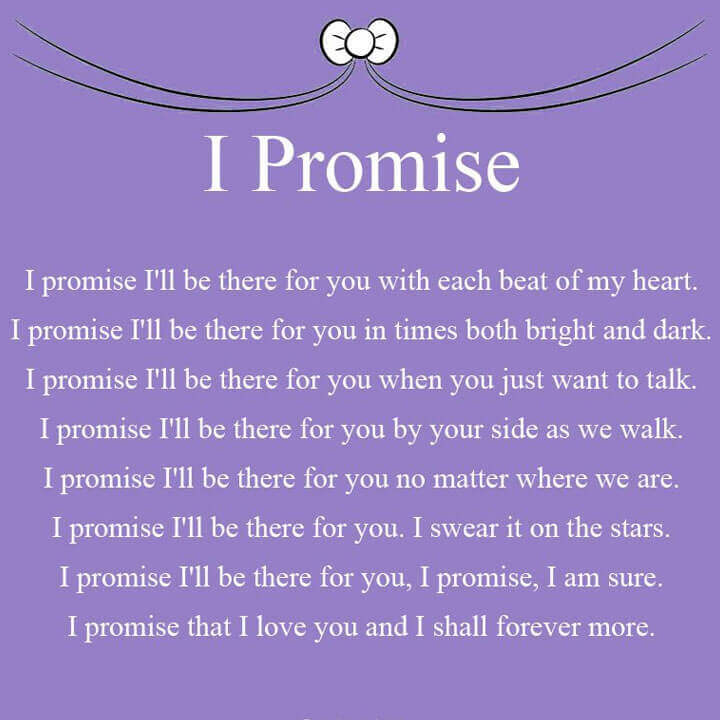 I Promise
I promise I'll be there for you with each beat of my heart.
I promise I'll be there for you in times both bright and dark.
I promise I'll be there for you when you just want to talk.
I promise I'll be there for you by your side as we walk.
I promise I'll be there for you no matter where we are.
I promise I'll be there for you. I swear it on the stars.
I promise I'll be there for you, I promise, I am sure.
I promise that I love you and I shall forever more.